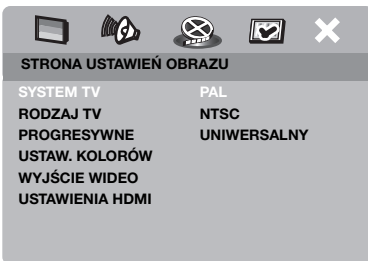 STRONA USTAWIEŃ OBRAZU
SYSTEM TV PAL
RODZAJ TV NTSC
PROGRESYWNE UNIWERSALNY
USTAW. KOLORÓW
WYJŚCIE WIDEO
USTAWIENIA HDMI